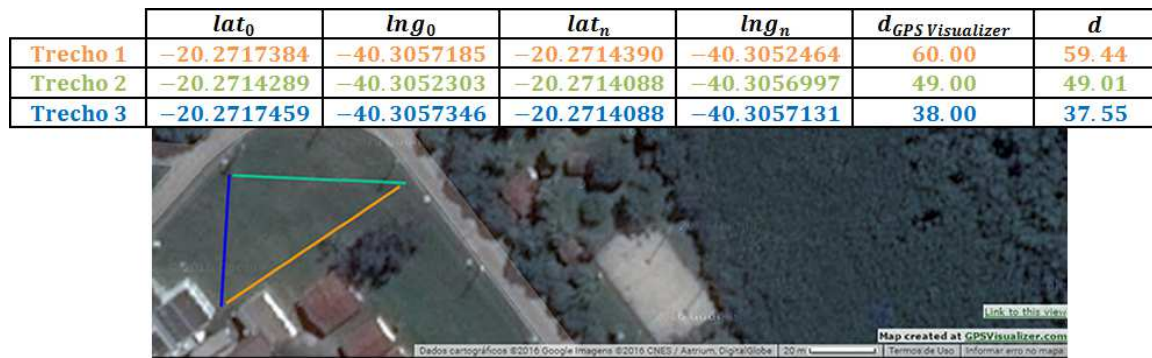 lat0 lng0 latn lngn dGPS Visualizer d
Trecho 1 −20.2717384 −40.3057185 −20.2714390 −40.3052464 60.00 59.44
Trecho 2 −20.2714289 −40.3052303 −20.2714088 −40.3056997 49.00 49.01
Trecho 3 −20.2717459 −40.3057346 −20.2714088 −40.3057131 38.00 37.55
Link to this view
Map created at GPSVisualizer.com
Dados cartográficos ©2016 Google Imagens ©2016 CNES / Astrium, DigitalGlobe 20 m Termos de Uso Informar erro no mapa